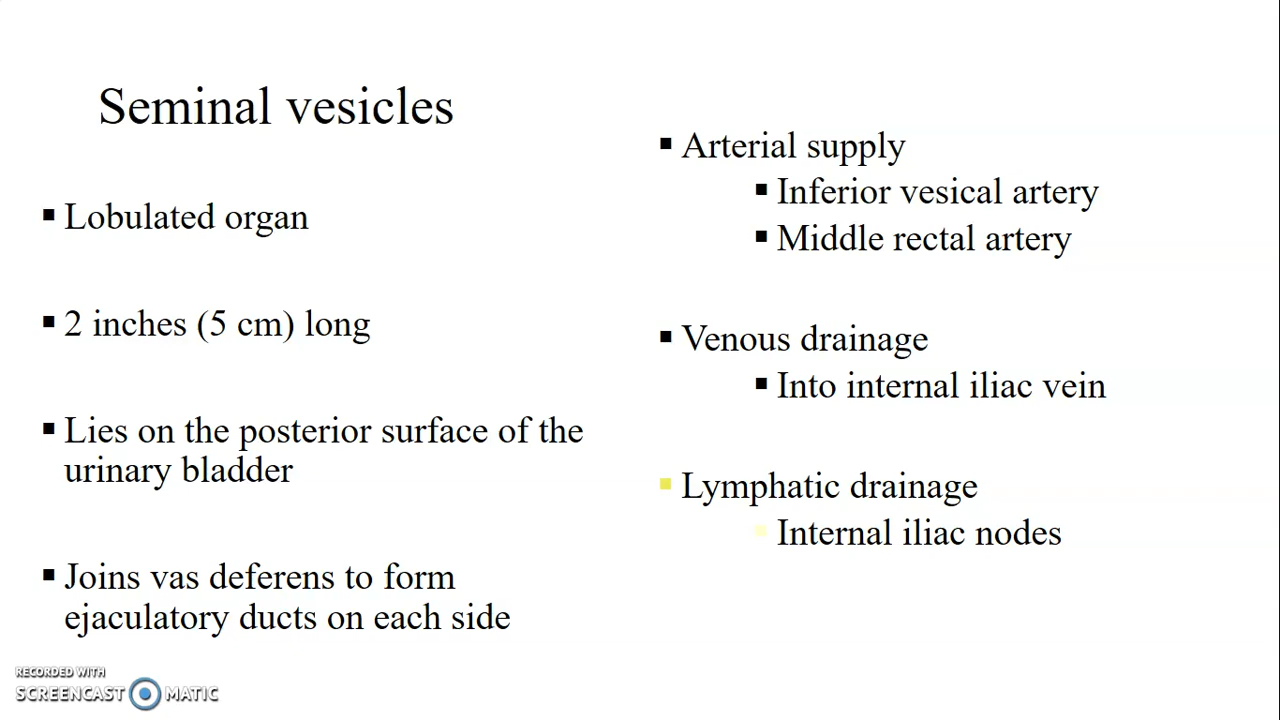 Seminal vesicles
▪ Lobulated organ
▪ 2 inches (5 cm) long
▪ Lies on the posterior surface of the
urinary bladder
▪ Joins vas deferens to form
ejaculatory ducts on each side
▪ Arterial supply
▪ Inferior vesical artery
▪ Middle rectal artery
▪ Venous drainage
▪ Into internal iliac vein
▪ Lymphatic drainage
▪ Internal iliac nodes
RECORDED WITH
SCREENCAST MATIC